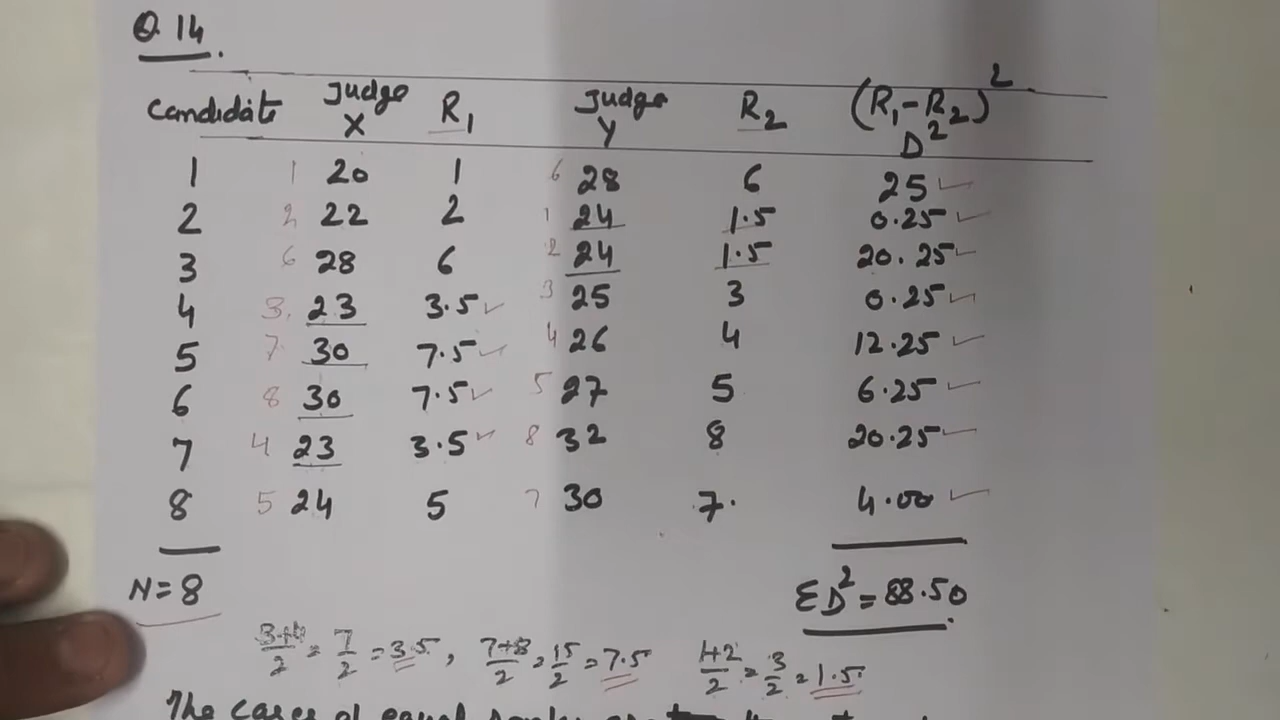 Q.14.
Candidate Judge X R1 Judge Y R2 (R1-R2)² D²
1 1 20 1 6 28 6 25 ✓
2 2 22 2 1 24 1.5 0.25 ✓
3 6 28 6 2 24 1.5 20.25 ✓
4 3. 23 3.5 ✓ 3 25 3 0.25 ✓
5 7. 30 7.5 ✓ 4 26 4 12.25 ✓
6 8 30 7.5 ✓ 5 27 5 6.25 ✓
7 4 23 3.5 ✓ 8 32 8 20.25 ✓
8 5 24 5 7 30 7. 4.00 ✓
N=8 ΣD²=88.50
3+4/2 = 7/2 = 3.5, 7+8/2 = 15/2 = 7.5 1+2/2 = 3/2 = 1.5
The cases of equal